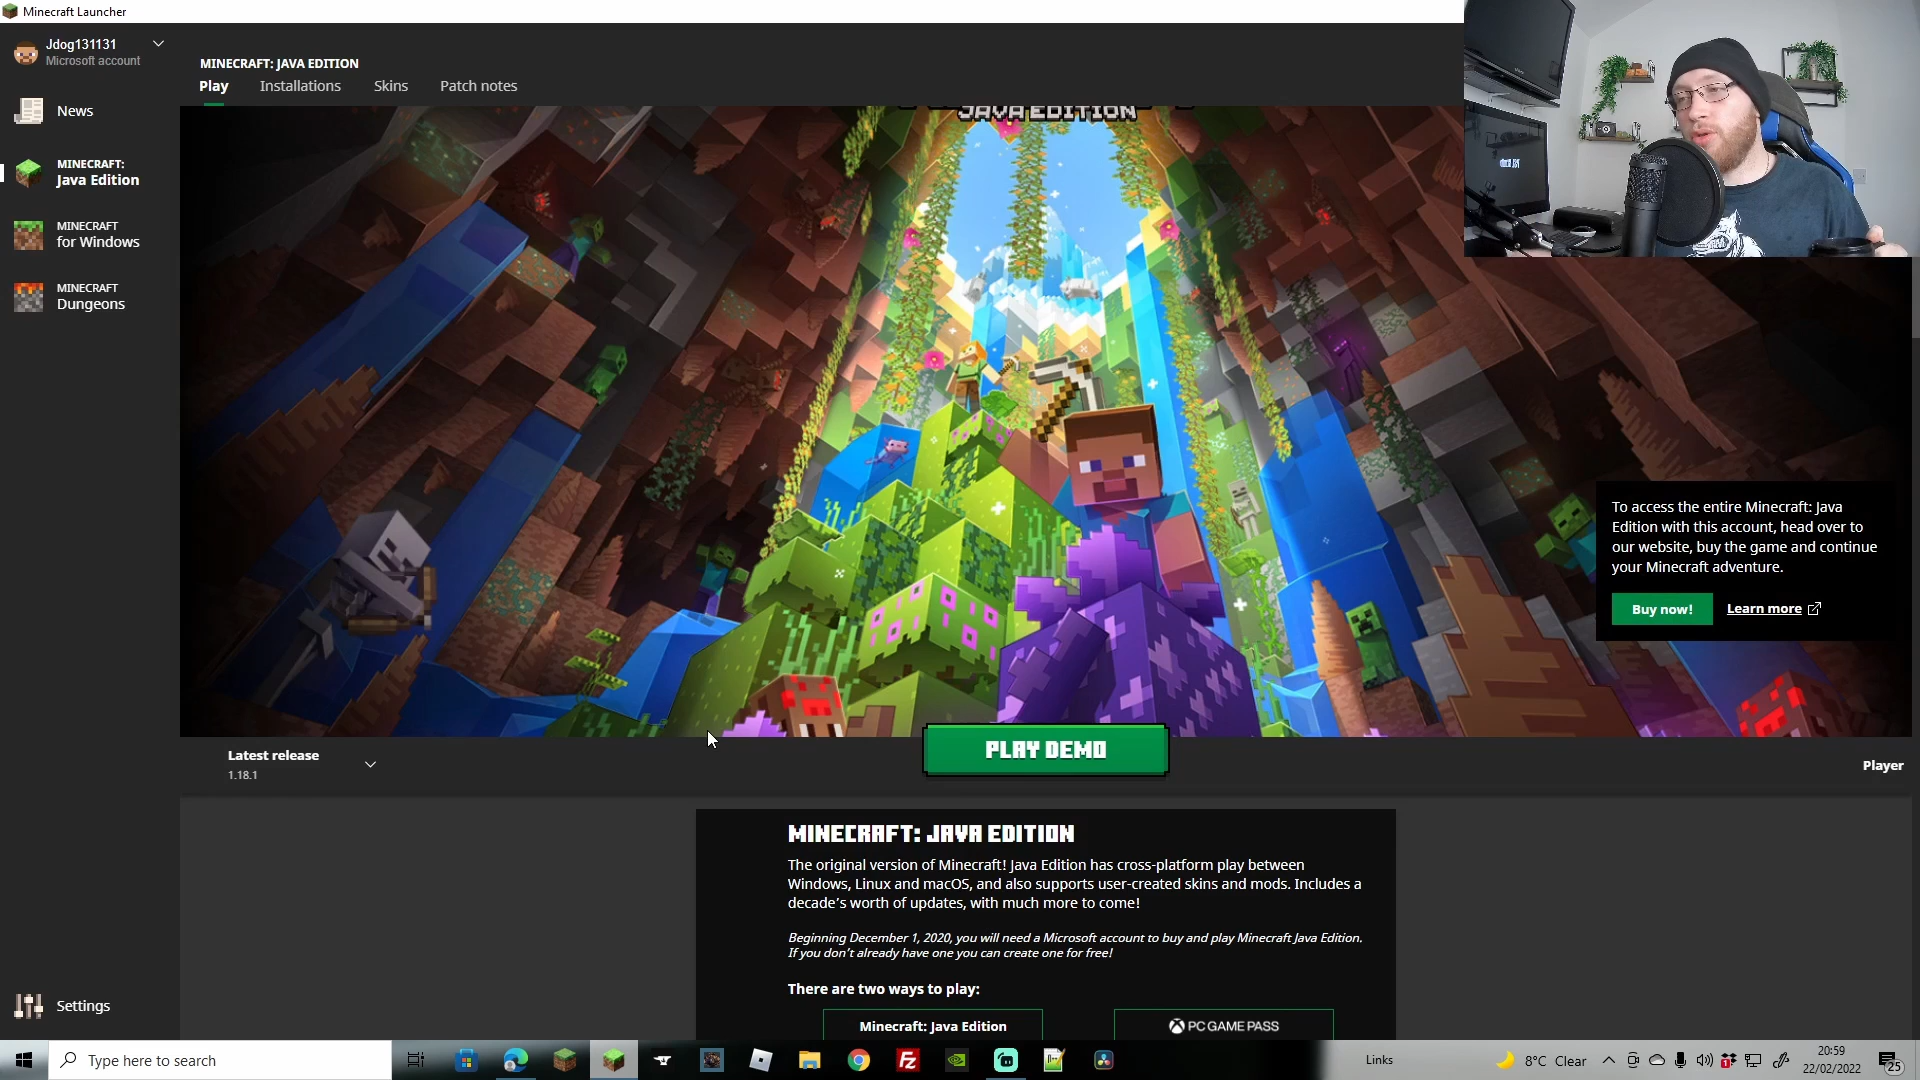 Minecraft Launcher
Jdog131131
Microsoft account
News
MINECRAFT:
Java Edition
MINECRAFT
for Windows
MINECRAFT
Dungeons
Settings
MINECRAFT: JAVA EDITION
Play Installations Skins Patch notes
JAVA EDITION
To access the entire Minecraft: Java
Edition with this account, head over to
our website, buy the game and continue
your Minecraft adventure.
Buy now! Learn more
Latest release
1.18.1
PLAY DEMO
Player
MINECRAFT: JAVA EDITION
The original version of Minecraft! Java Edition has cross-platform play between
Windows, Linux and macOS, and also supports user-created skins and mods. Includes a
decade's worth of updates, with much more to come!
Beginning December 1, 2020, you will need a Microsoft account to buy and play Minecraft Java Edition.
If you don't already have one you can create one for free!
There are two ways to play:
Minecraft: Java Edition
PC GAME PASS
Type here to search
Links
8°C Clear
20:59
22/02/2022
25